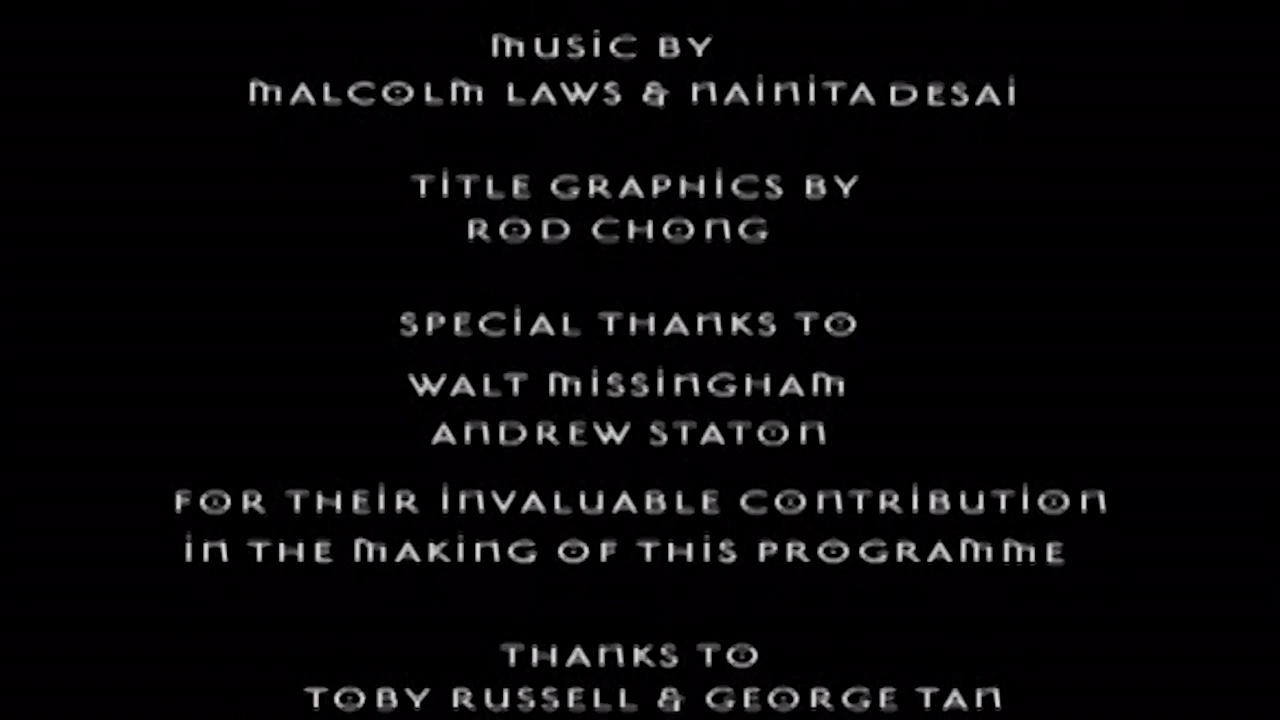 MUSIC BY
MALCOLM LAWS & NAINITA DESAI
TITLE GRAPHICS BY
ROD CHONG
SPECIAL THANKS TO
WALT MISSINGHAM
ANDREW STATON
FOR THEIR INVALUABLE CONTRIBUTION
IN THE MAKING OF THIS PROGRAMME
THANKS TO
TOBY RUSSELL & GEORGE TAN